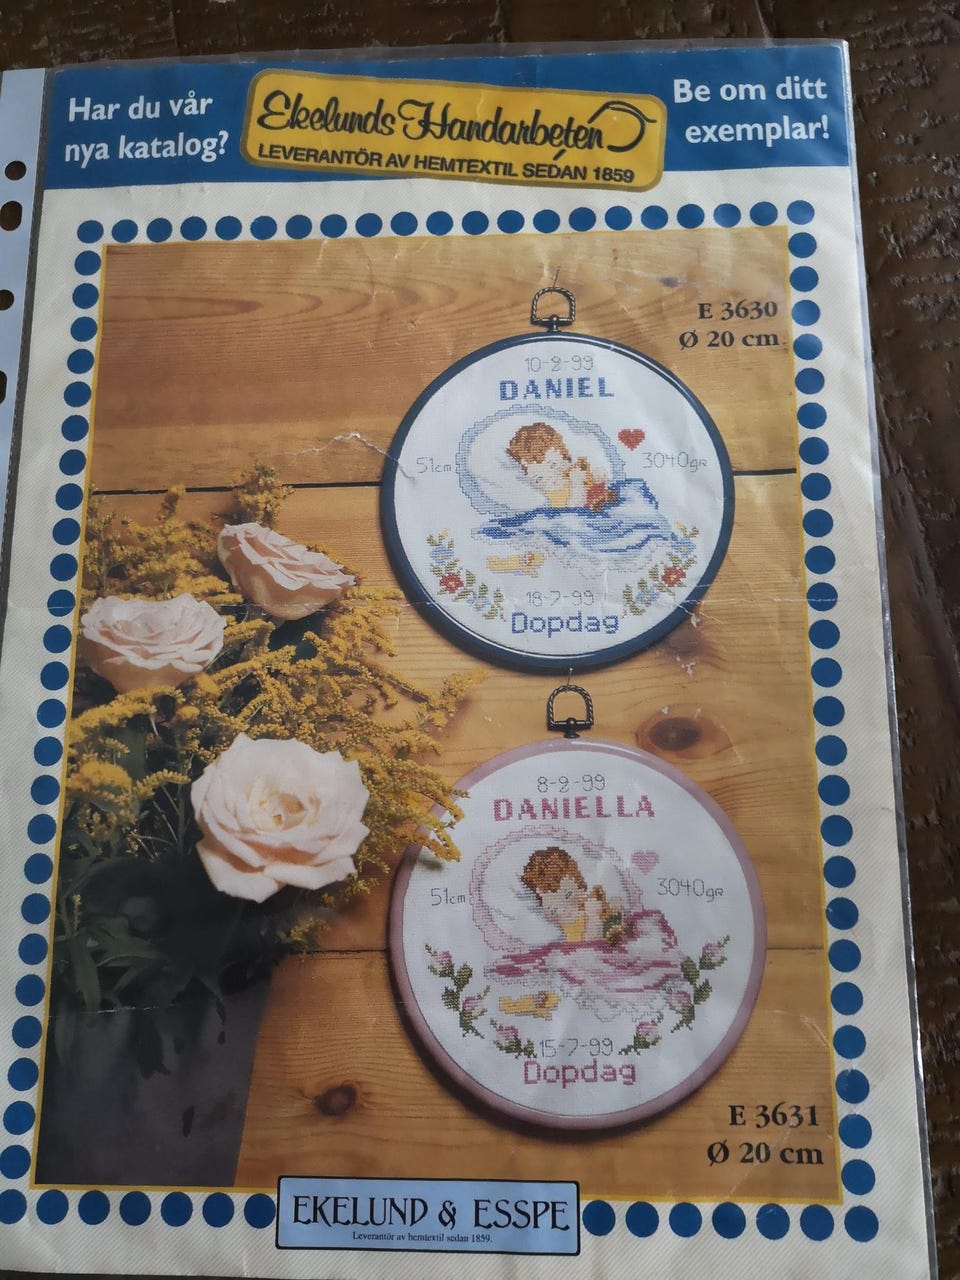 Har du vår
nya katalog?
Ekelunds Handarbeten
LEVERANTÖR AV HEMTEXTIL SEDAN 1859
Be om ditt
exemplar!
E 3630
Ø 20 cm
10-2-99
DANIEL
51cm
3040gR
18-7-99
Dopdag
8-2-99
DANIELLA
51cm
3040gR
15-7-99
Dopdag
E 3631
Ø 20 cm
EKELUND & ESSPE
Leverantör av hemtextil sedan 1859.